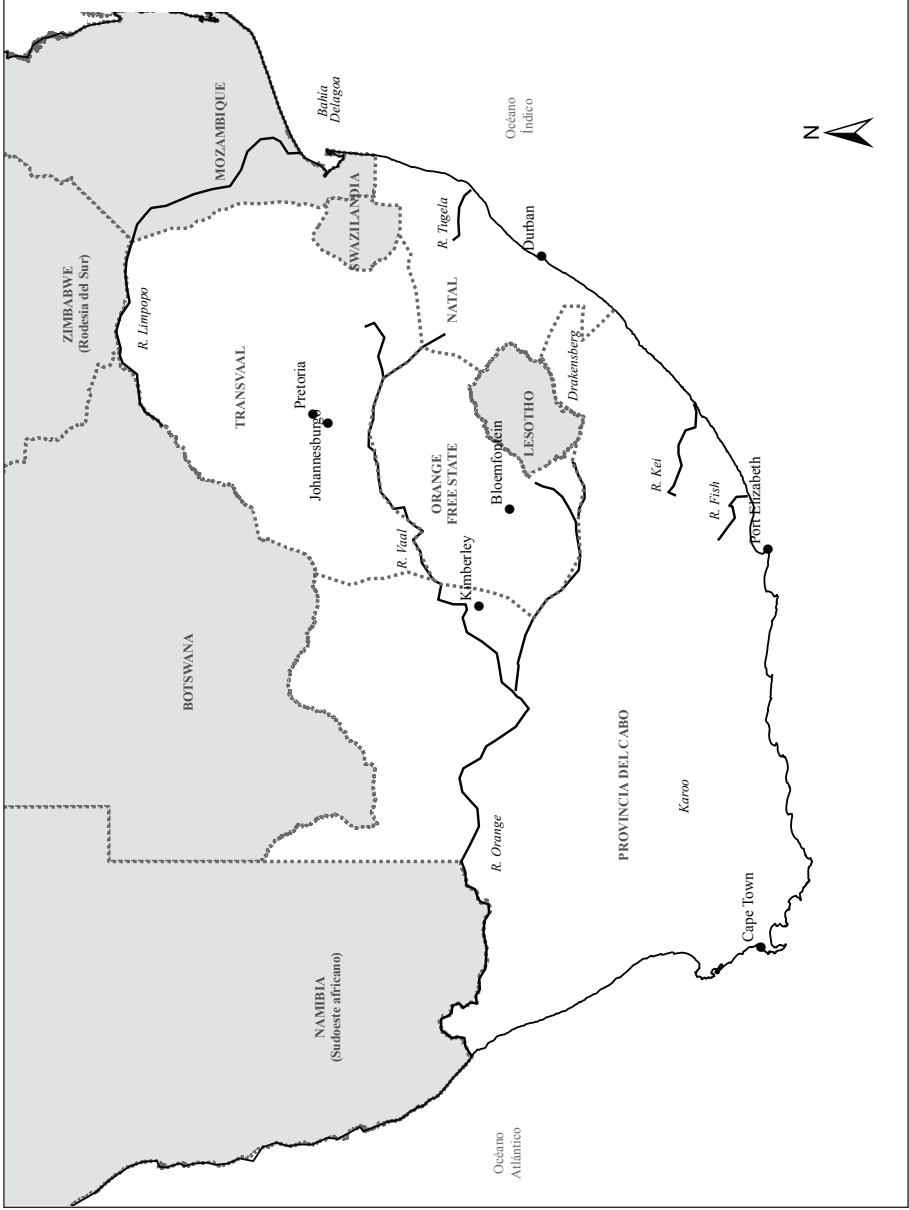 ZIMBABWE
(Rodesia del Sur)
MOZAMBIQUE
R. Limpopo
BOTSWANA
TRANSVAAL
Pretoria
Johannesburgo
SWAZILANDIA
Bahía
Delagoa
NAMIBIA
(Sudoeste africano)
R. Vaal
ORANGE
FREE STATE
NATAL
R. Tugela
Kimberley
Bloemfontein
LESOTHO
Drakensberg
Durban
Océano
Índico
R. Orange
Océano
Atlántico
PROVINCIA DEL CABO
Karoo
R. Kei
R. Fish
Port Elizabeth
Cape Town
N